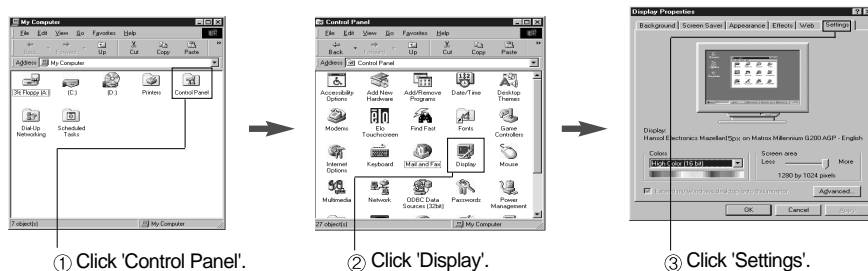 My Computer
File Edit View Go Favorites Help
Back Forward Up Cut Copy Paste
Address My Computer
3½ Floppy (A:) (C:) (D:) Printers Control Panel
Dial-Up Networking
Scheduled Tasks
7 object(s) My Computer
① Click 'Control Panel'.
Control Panel
File Edit View Go Favorites Help
Back Forward Up Cut Copy Paste
Address Control Panel
Accessibility Options
Add New Hardware
Add/Remove Programs
Date/Time
Desktop Themes
Modems
Elo Touchscreen
Find Fast
Fonts
Game Controllers
Internet Options
Keyboard
Mail and Fax
Display
Mouse
Multimedia
Network
ODBC Data Sources (32bit)
Passwords
Power Management
27 object(s) My Computer
② Click 'Display'.
Display Properties
Background Screen Saver Appearance Effects Web Settings
Display:
Hansol Electronics Mazellan15px on Matrox Millennium G200 AGP - English
Colors
High Color (16 bit)
Screen area
Less More
1280 by 1024 pixels
Advanced...
OK Cancel Apply
③ Click 'Settings'.